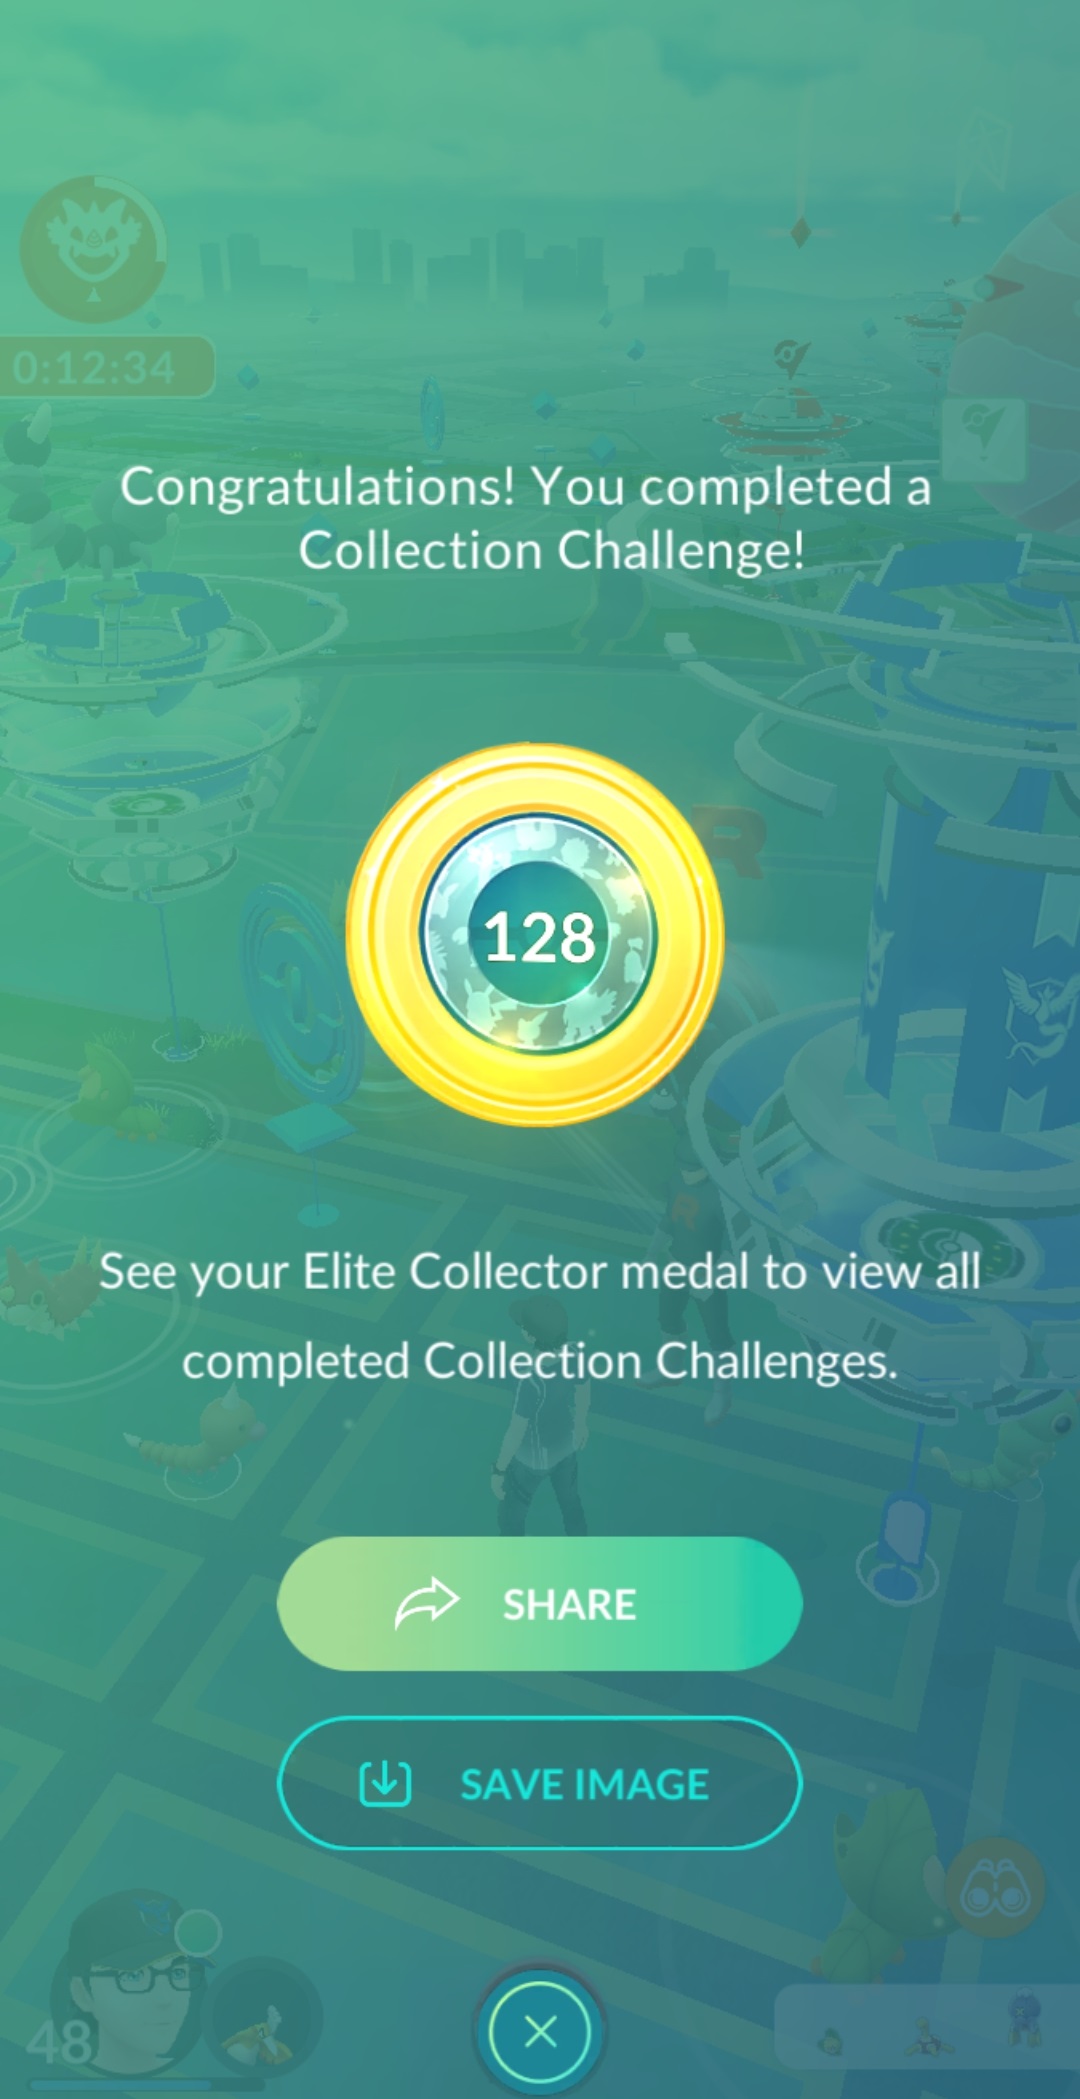 0:12:34
Congratulations! You completed a
Collection Challenge!
R
128
R
See your Elite Collector medal to view all
completed Collection Challenges.
SHARE
SAVE IMAGE
48